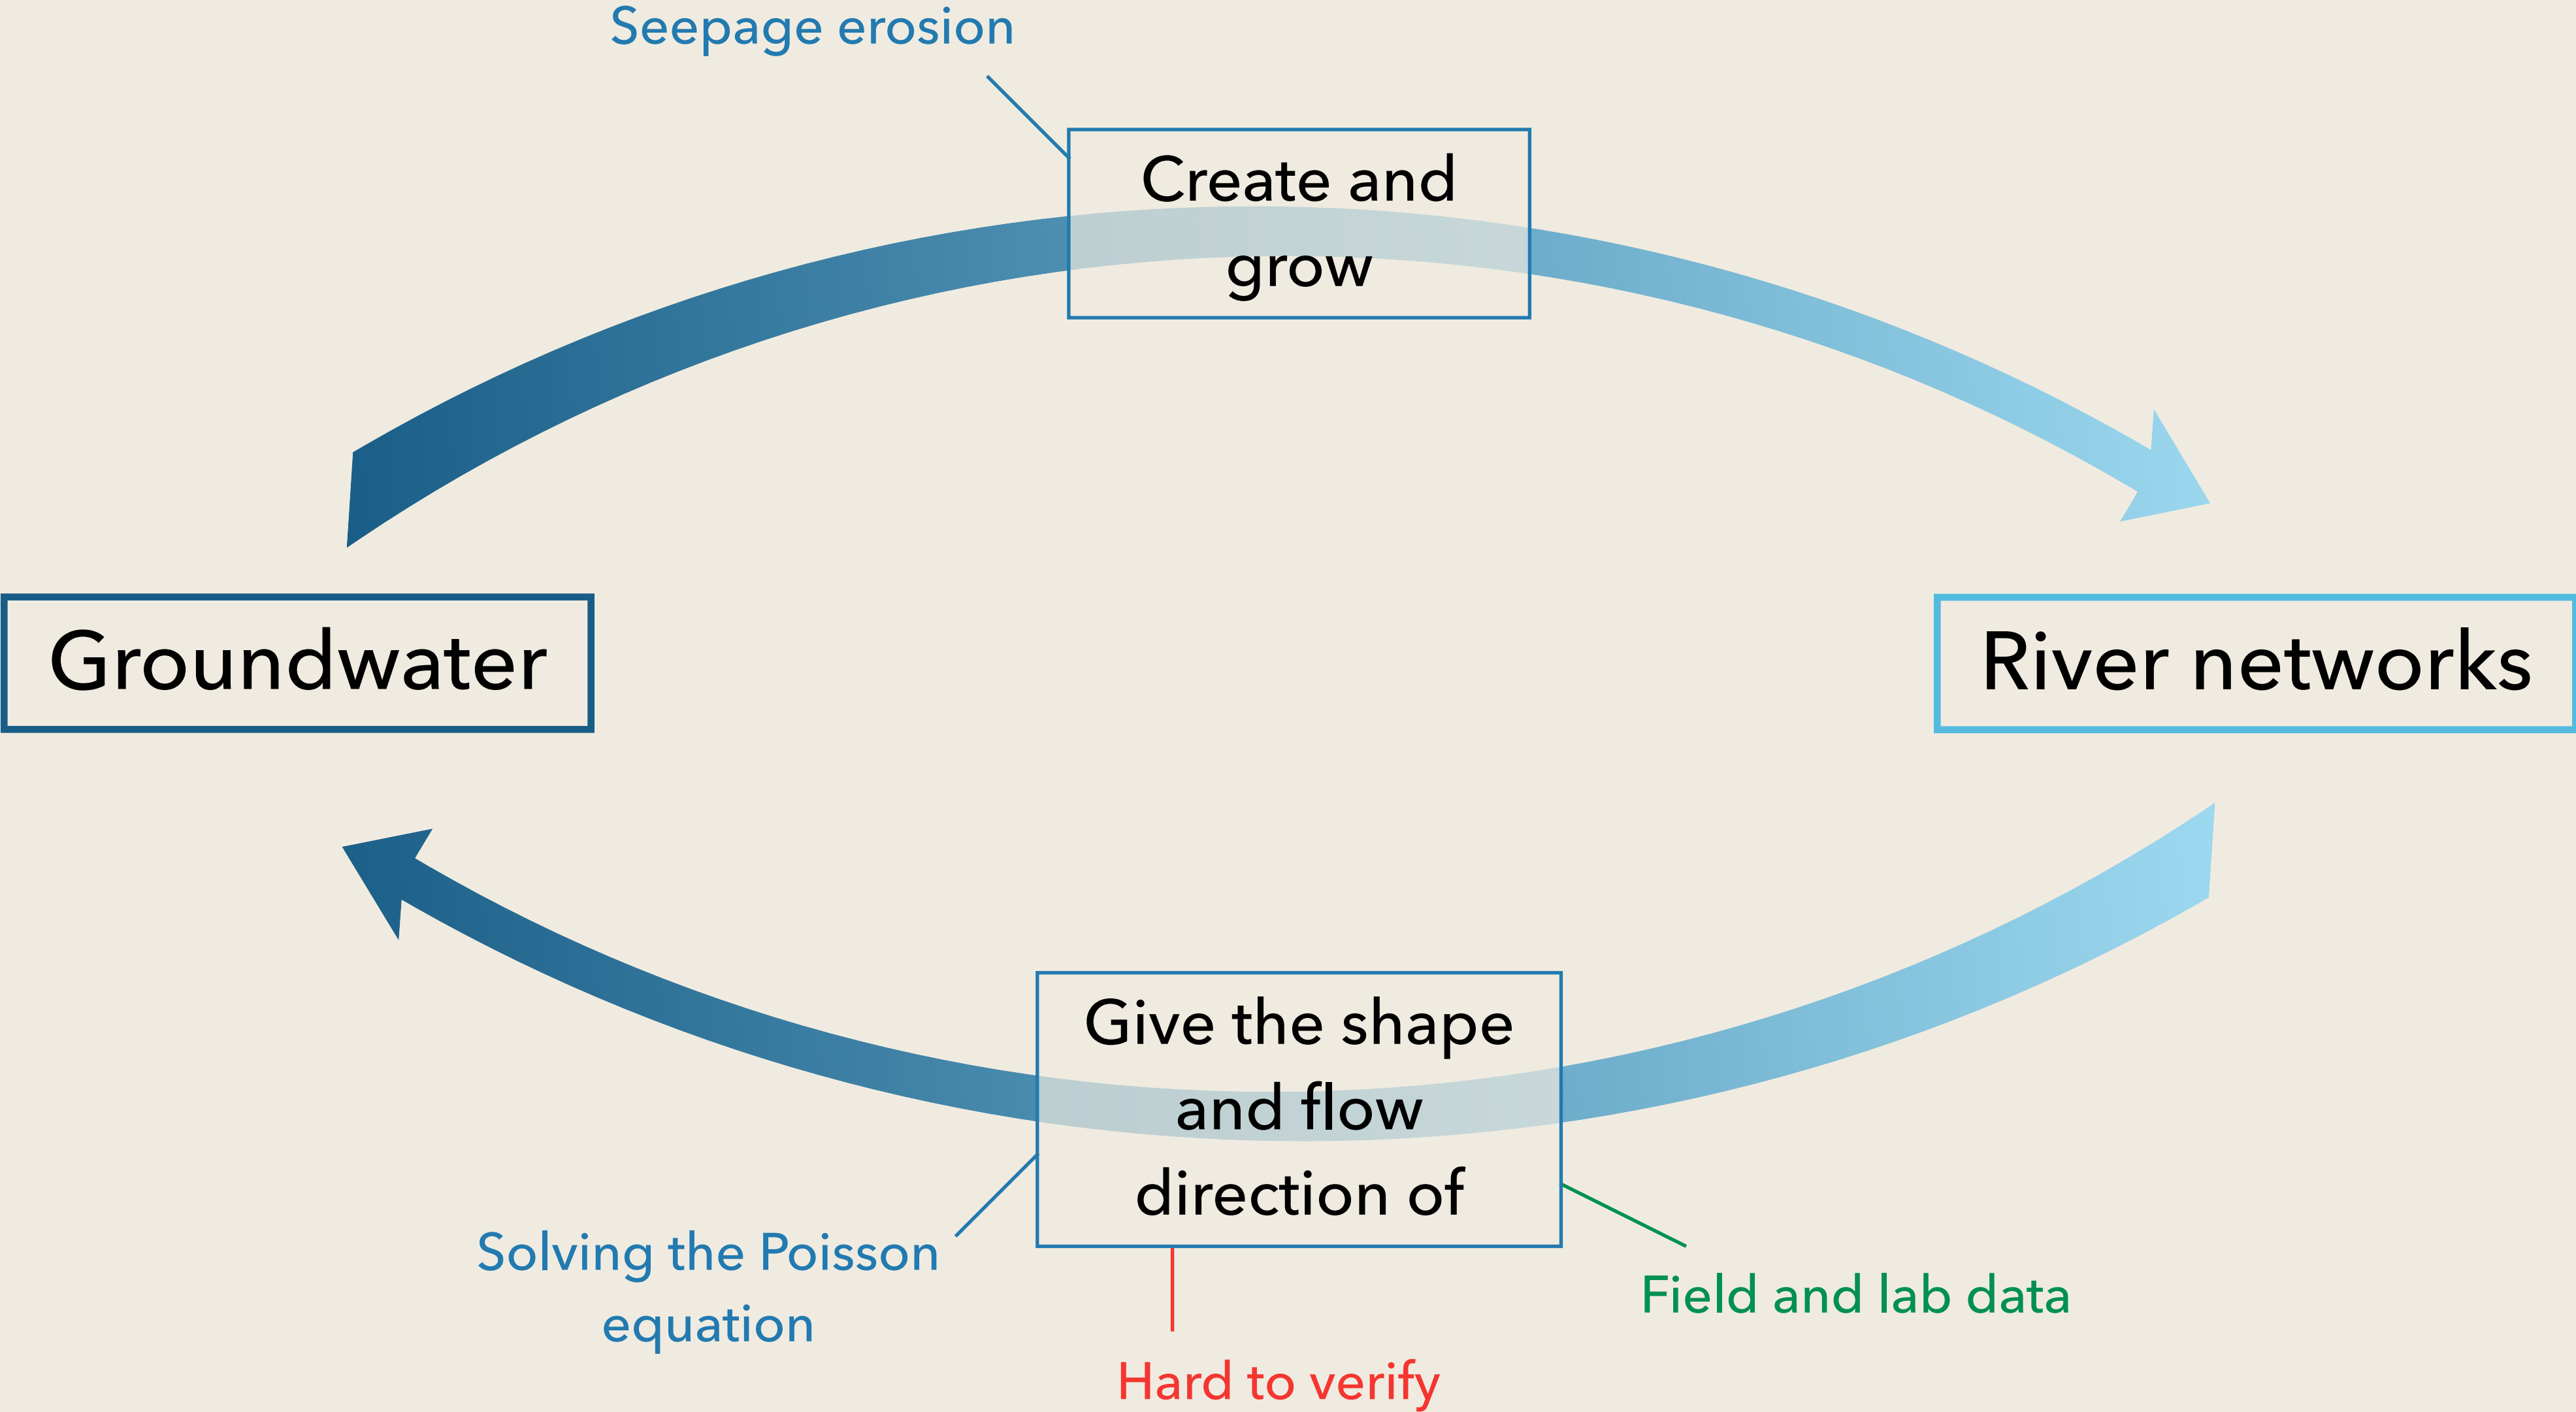 Seepage erosion
Create and
grow
Groundwater
River networks
Give the shape
and flow
direction of
Solving the Poisson
equation
Field and lab data
Hard to verify